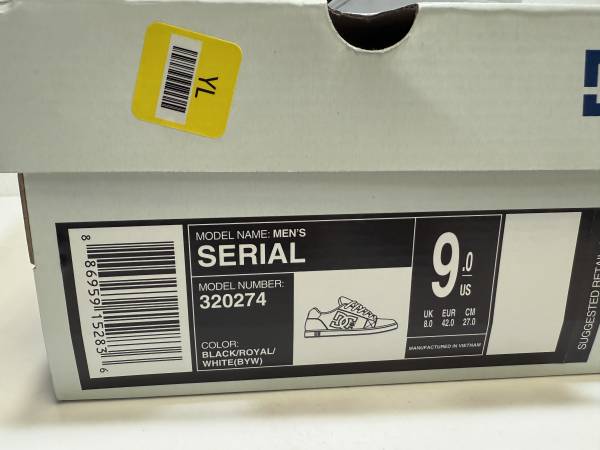 YL
MODEL NAME: MEN'S
SERIAL
MODEL NUMBER:
320274
COLOR:
BLACK/ROYAL/
WHITE(BYW)
DC
9.0
US
UK EUR CM
8.0 42.0 27.0
MANUFACTURED IN VIETNAM
8 86959 15283 6
SUGGESTED RETAIL